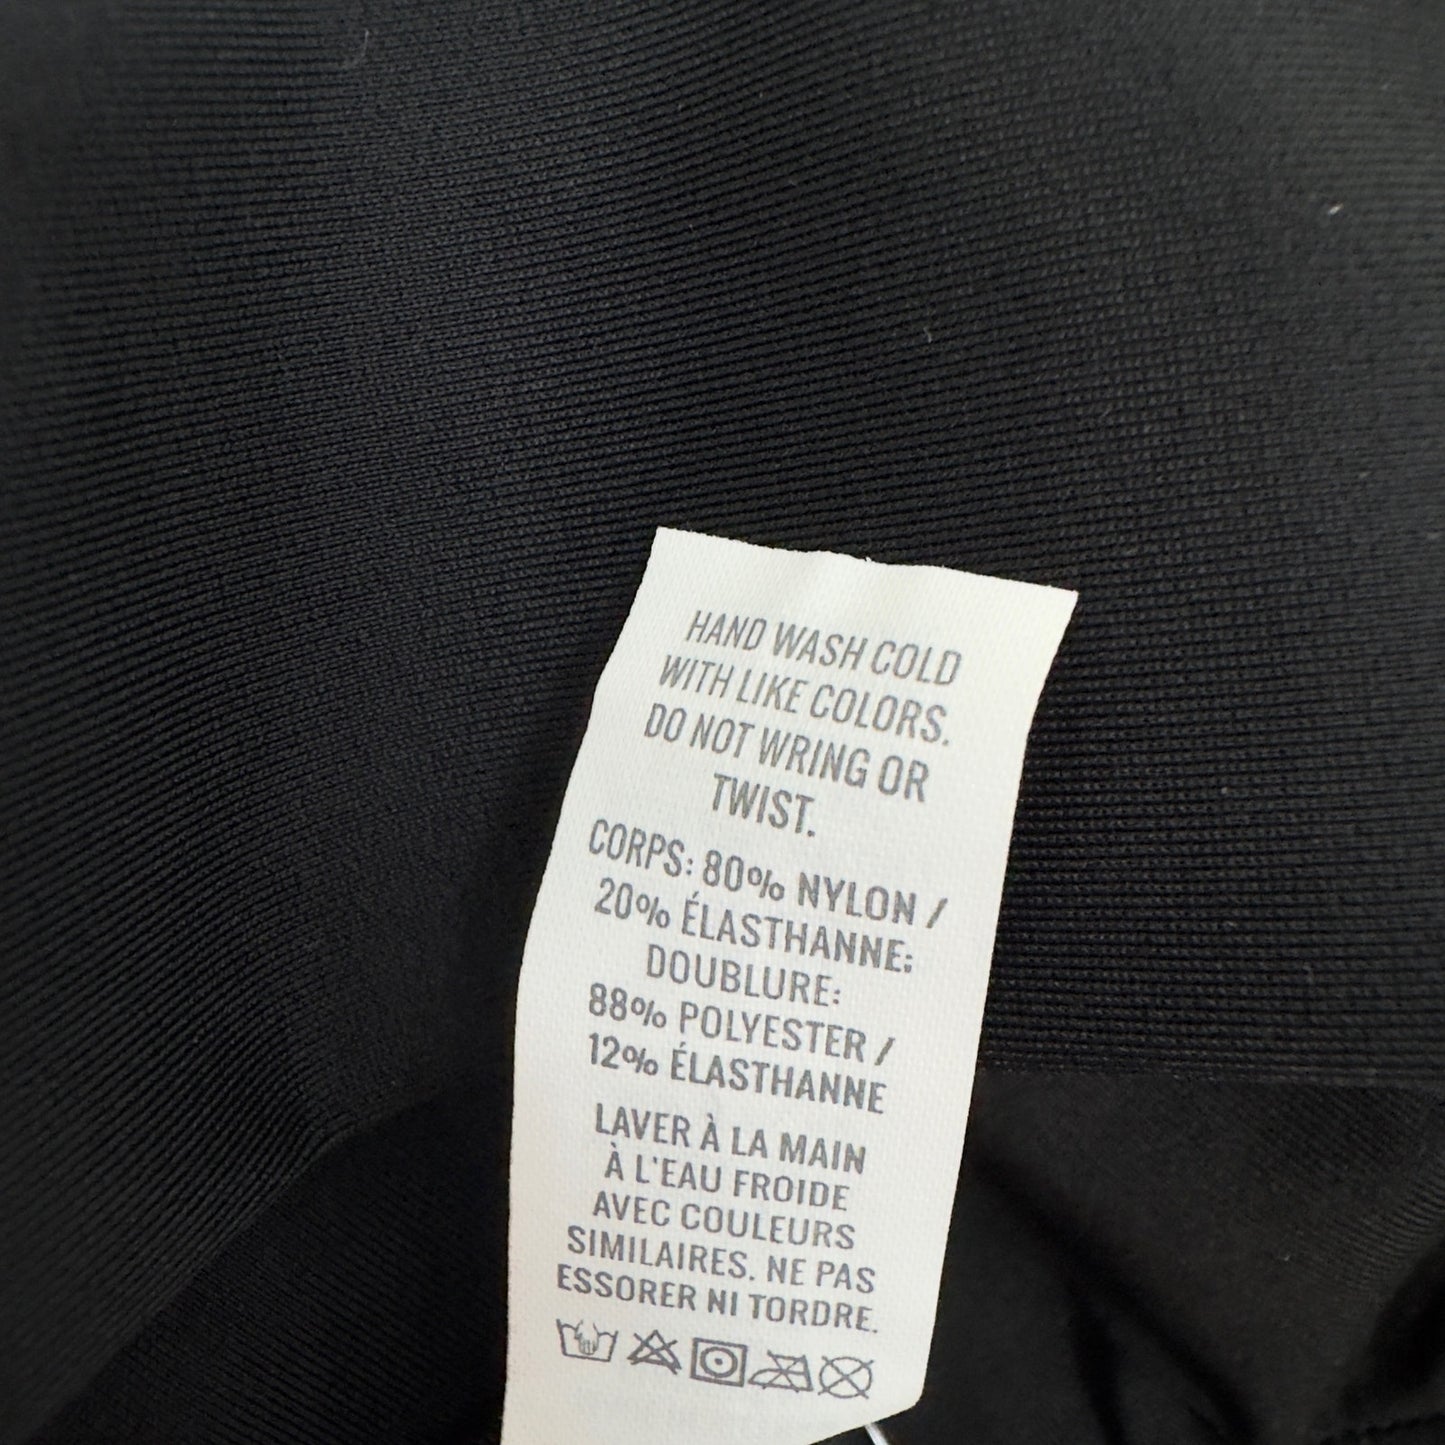 HAND WASH COLD
WITH LIKE COLORS.
DO NOT WRING OR
TWIST.
CORPS: 80% NYLON /
20% ÉLASTHANNE;
DOUBLURE:
88% POLYESTER /
12% ÉLASTHANNE
LAVER À LA MAIN
À L'EAU FROIDE
AVEC COULEURS
SIMILAIRES. NE PAS
ESSORER NI TORDRE.